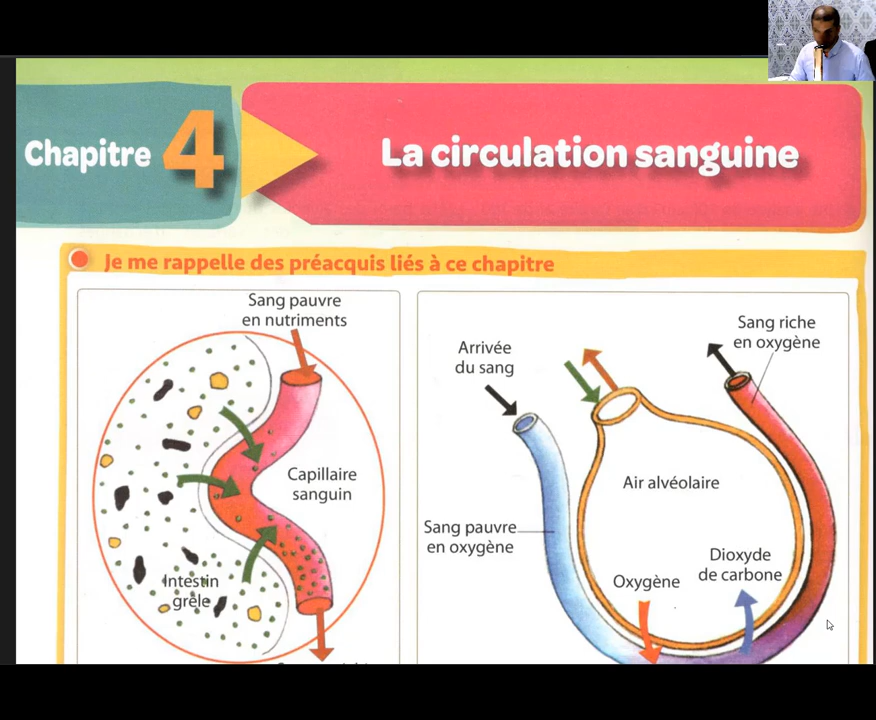 Chapitre 4
La circulation sanguine
Je me rappelle des préacquis liés à ce chapitre
Sang pauvre
en nutriments
Capillaire
sanguin
Intestin
grêle
Arrivée
du sang
Sang riche
en oxygène
Air alvéolaire
Sang pauvre
en oxygène
Oxygène
Dioxyde
de carbone